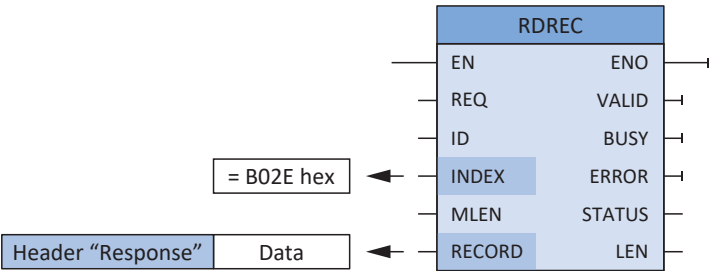 RDREC
EN ENO
REQ VALID
ID BUSY
= B02E hex INDEX ERROR
MLEN STATUS
Header “Response” Data RECORD LEN